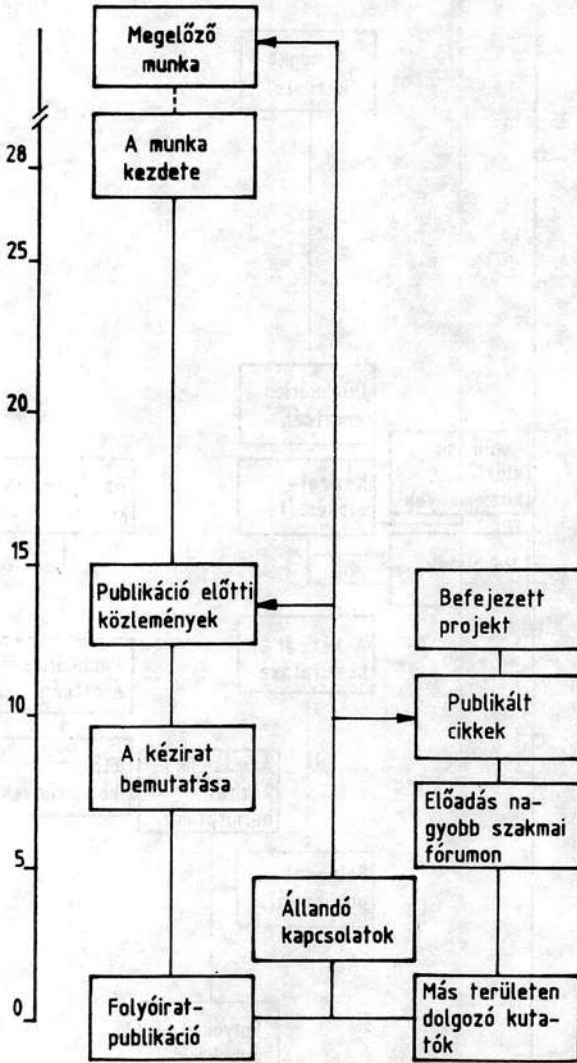 Megelőző
munka
A munka
kezdete
28
25
20
15
Publikáció előtti
közlemények
Befejezett
projekt
10
Publikált
cikkek
A kézirat
bemutatása
Előadás na-
gyobb szakmai
fórumon
5
Állandó
kapcsolatok
0
Folyóirat-
publikáció
Más területen
dolgozó kuta-
tók